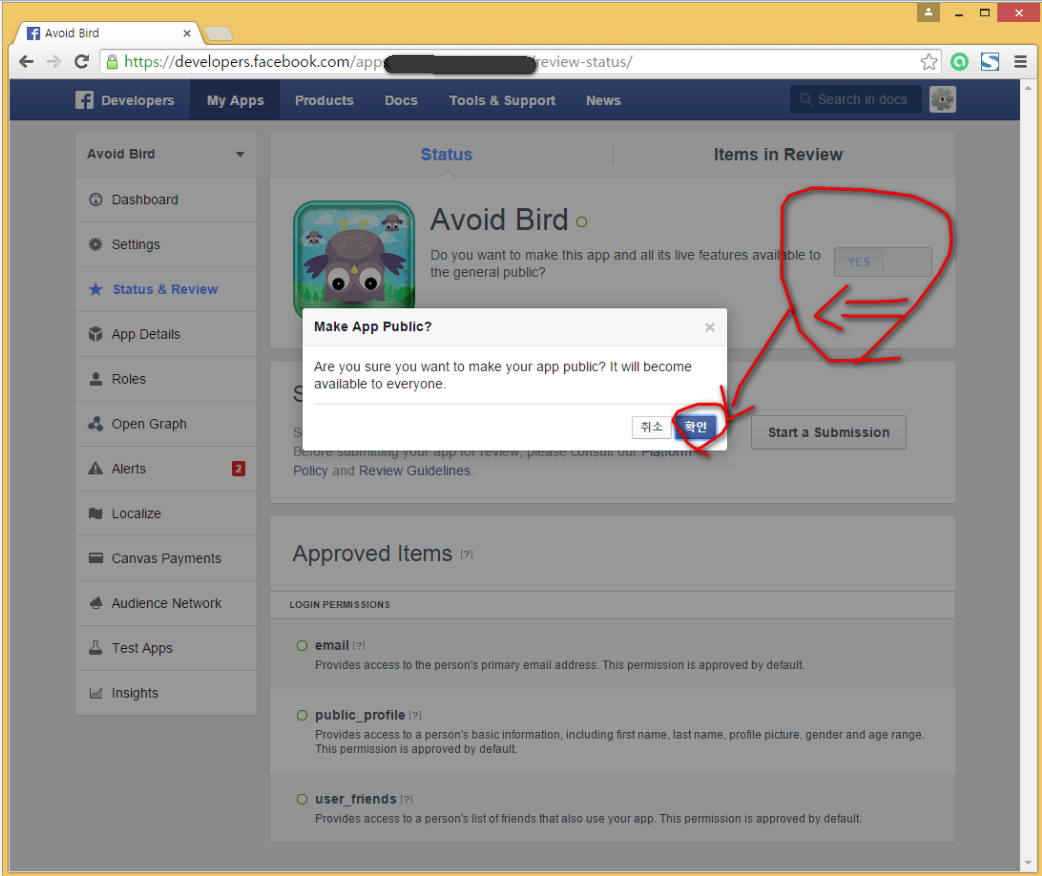 Avoid Bird
https://developers.facebook.com/app
review-status/
Developers
My Apps
Products
Docs
Tools & Support
News
Search in docs
Avoid Bird
Dashboard
Settings
Status & Review
App Details
Roles
Open Graph
Alerts
2
Localize
Canvas Payments
Audience Network
Test Apps
Insights
Status
Items in Review
Avoid Bird
Do you want to make this app and all its live features available to
the general public?
YES
Make App Public?
Are you sure you want to make your app public? It will become
available to everyone.
취소
확인
Start a Submission
Before submitting your app for review, please consult our Platform
Policy and Review Guidelines.
Approved Items [?]
LOGIN PERMISSIONS
email [?]
Provides access to the person's primary email address. This permission is approved by default.
public_profile [?]
Provides access to a person's basic information, including first name, last name, profile picture, gender and age range.
This permission is approved by default.
user_friends [?]
Provides access to a person's list of friends that also use your app. This permission is approved by default.